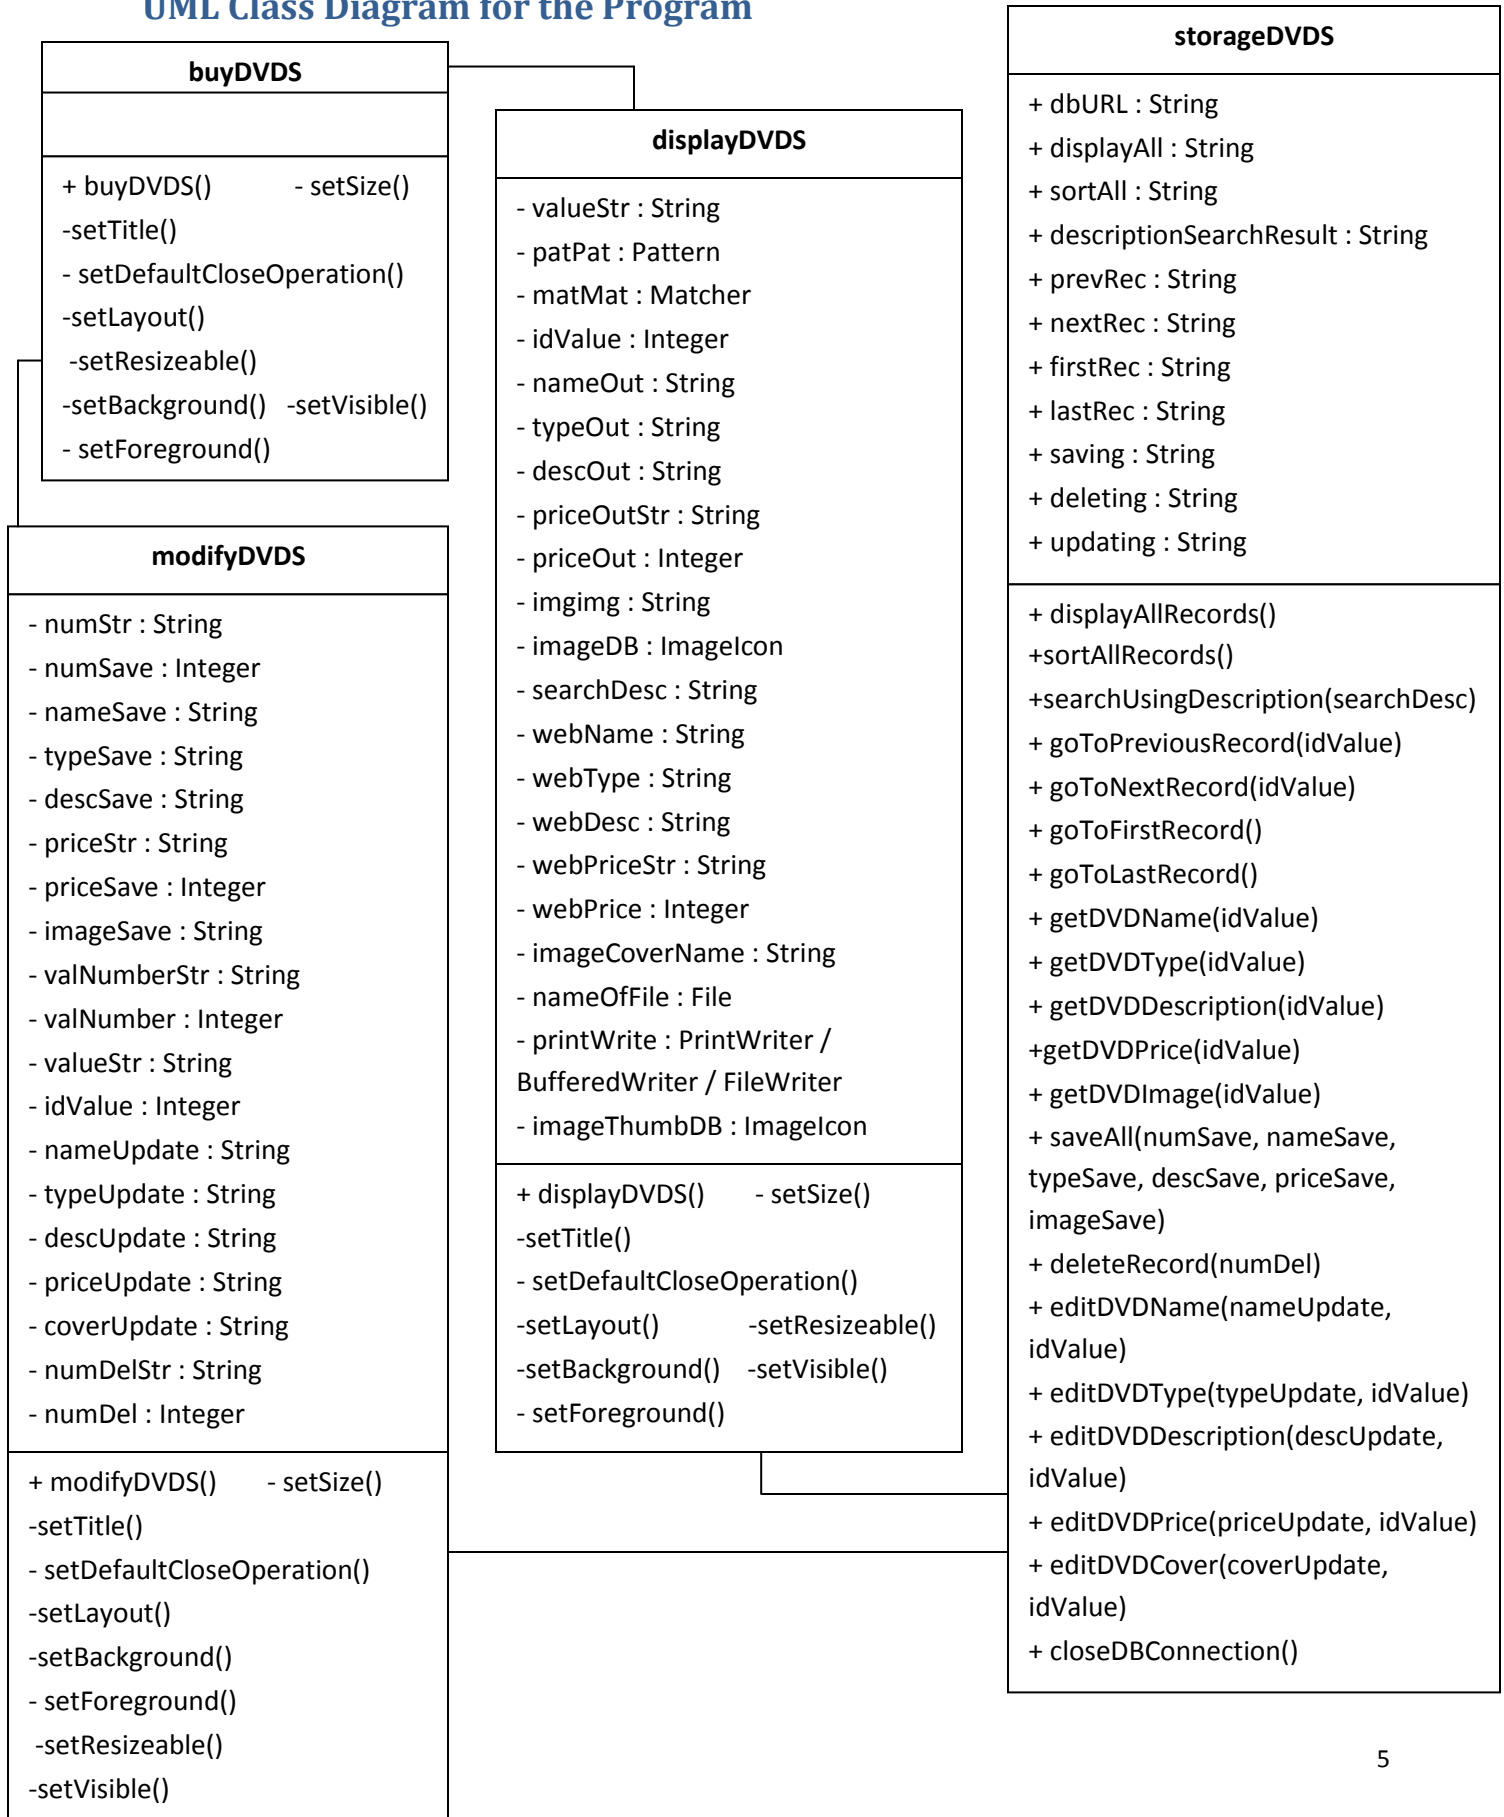 UML Class Diagram for the Program
buyDVDS
+ buyDVDS() - setSize()
-setTitle()
- setDefaultCloseOperation()
-setLayout()
-setResizeable()
-setBackground() -setVisible()
- setForeground()
modifyDVDS
- numStr : String
- numSave : Integer
- nameSave : String
- typeSave : String
- descSave : String
- priceStr : String
- priceSave : Integer
- imageSave : String
- valNumberStr : String
- valNumber : Integer
- valueStr : String
- idValue : Integer
- nameUpdate : String
- typeUpdate : String
- descUpdate : String
- priceUpdate : String
- coverUpdate : String
- numDelStr : String
- numDel : Integer
+ modifyDVDS() - setSize()
-setTitle()
- setDefaultCloseOperation()
-setLayout()
-setBackground()
- setForeground()
-setResizeable()
-setVisible()
displayDVDS
- valueStr : String
- patPat : Pattern
- matMat : Matcher
- idValue : Integer
- nameOut : String
- typeOut : String
- descOut : String
- priceOutStr : String
- priceOut : Integer
- imgimg : String
- imageDB : ImageIcon
- searchDesc : String
- webName : String
- webType : String
- webDesc : String
- webPriceStr : String
- webPrice : Integer
- imageCoverName : String
- nameOfFile : File
- printWrite : PrintWriter /
BufferedWriter / FileWriter
- imageThumbDB : ImageIcon
+ displayDVDS() - setSize()
-setTitle()
- setDefaultCloseOperation()
-setLayout() -setResizeable()
-setBackground() -setVisible()
- setForeground()
storageDVDS
+ dbURL : String
+ displayAll : String
+ sortAll : String
+ descriptionSearchResult : String
+ prevRec : String
+ nextRec : String
+ firstRec : String
+ lastRec : String
+ saving : String
+ deleting : String
+ updating : String
+ displayAllRecords()
+sortAllRecords()
+searchUsingDescription(searchDesc)
+ goToPreviousRecord(idValue)
+ goToNextRecord(idValue)
+ goToFirstRecord()
+ goToLastRecord()
+ getDVDName(idValue)
+ getDVDType(idValue)
+ getDVDDescription(idValue)
+getDVDPrice(idValue)
+ getDVDImage(idValue)
+ saveAll(numSave, nameSave,
typeSave, descSave, priceSave,
imageSave)
+ deleteRecord(numDel)
+ editDVDName(nameUpdate,
idValue)
+ editDVDType(typeUpdate, idValue)
+ editDVDDescription(descUpdate,
idValue)
+ editDVDPrice(priceUpdate, idValue)
+ editDVDCover(coverUpdate,
idValue)
+ closeDBConnection()
5